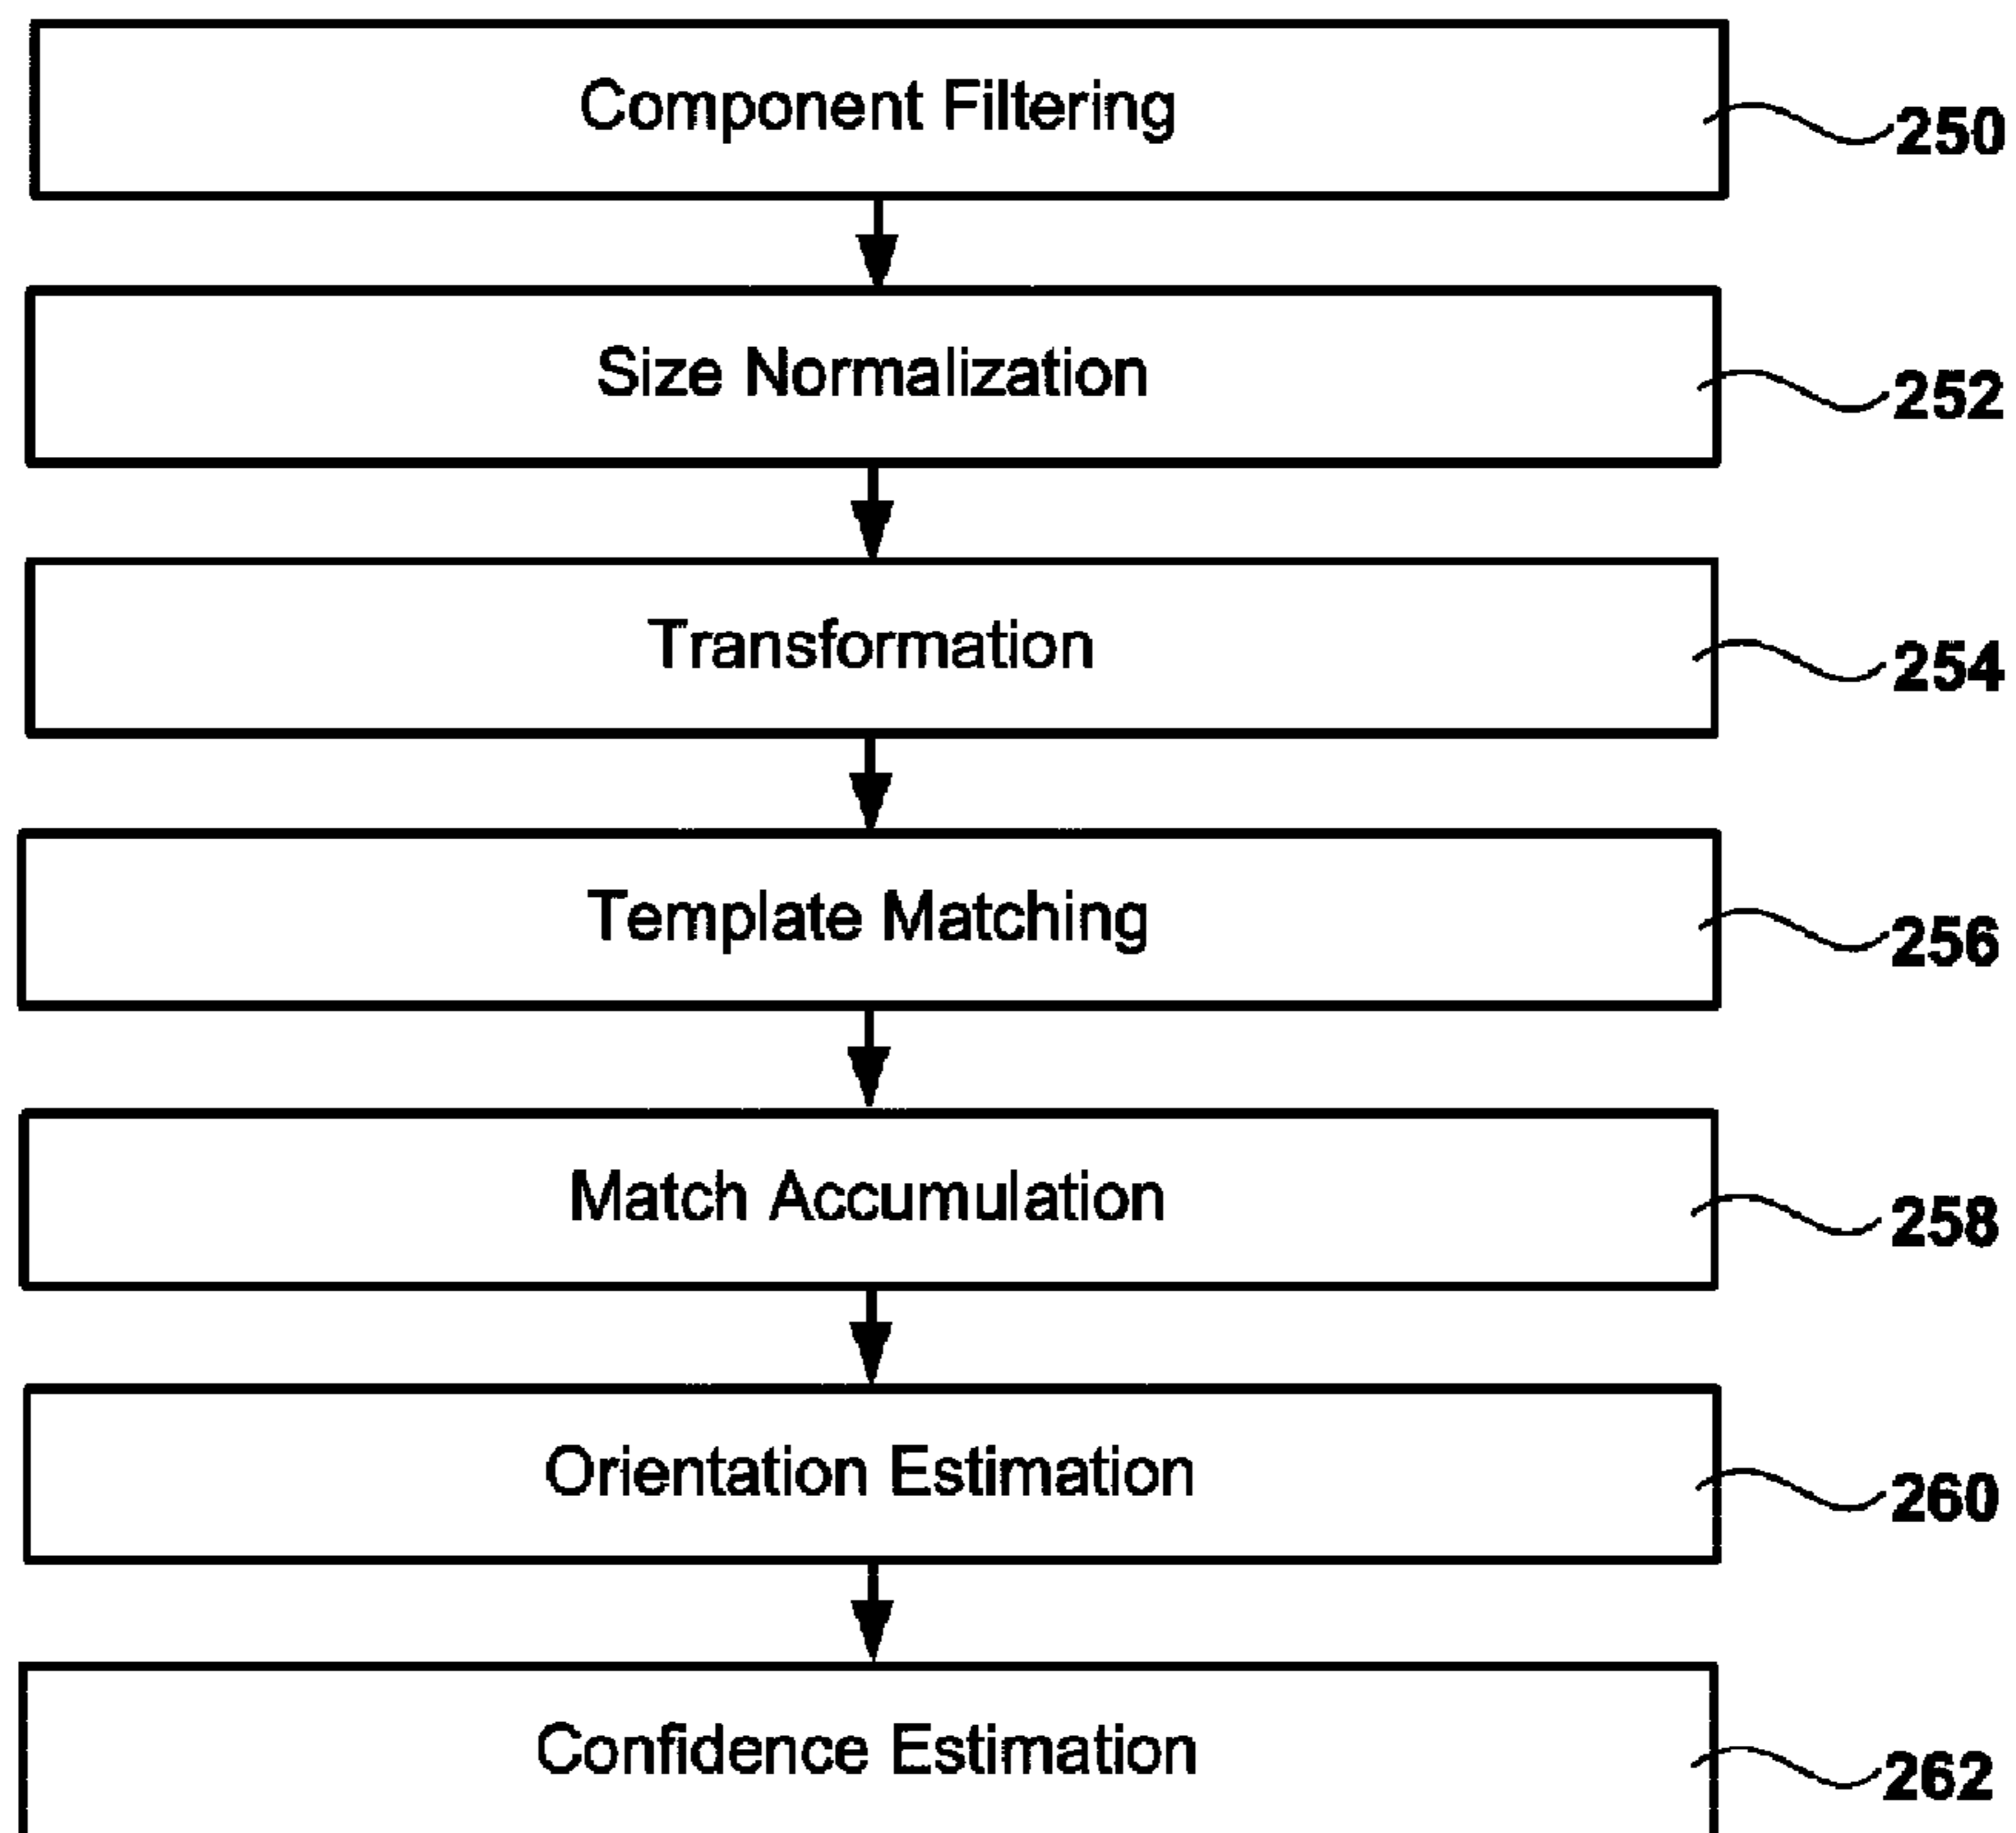 Component Filtering 250
Size Normalization 252
Transformation 254
Template Matching 256
Match Accumulation 258
Orientation Estimation 260
Confidence Estimation 262